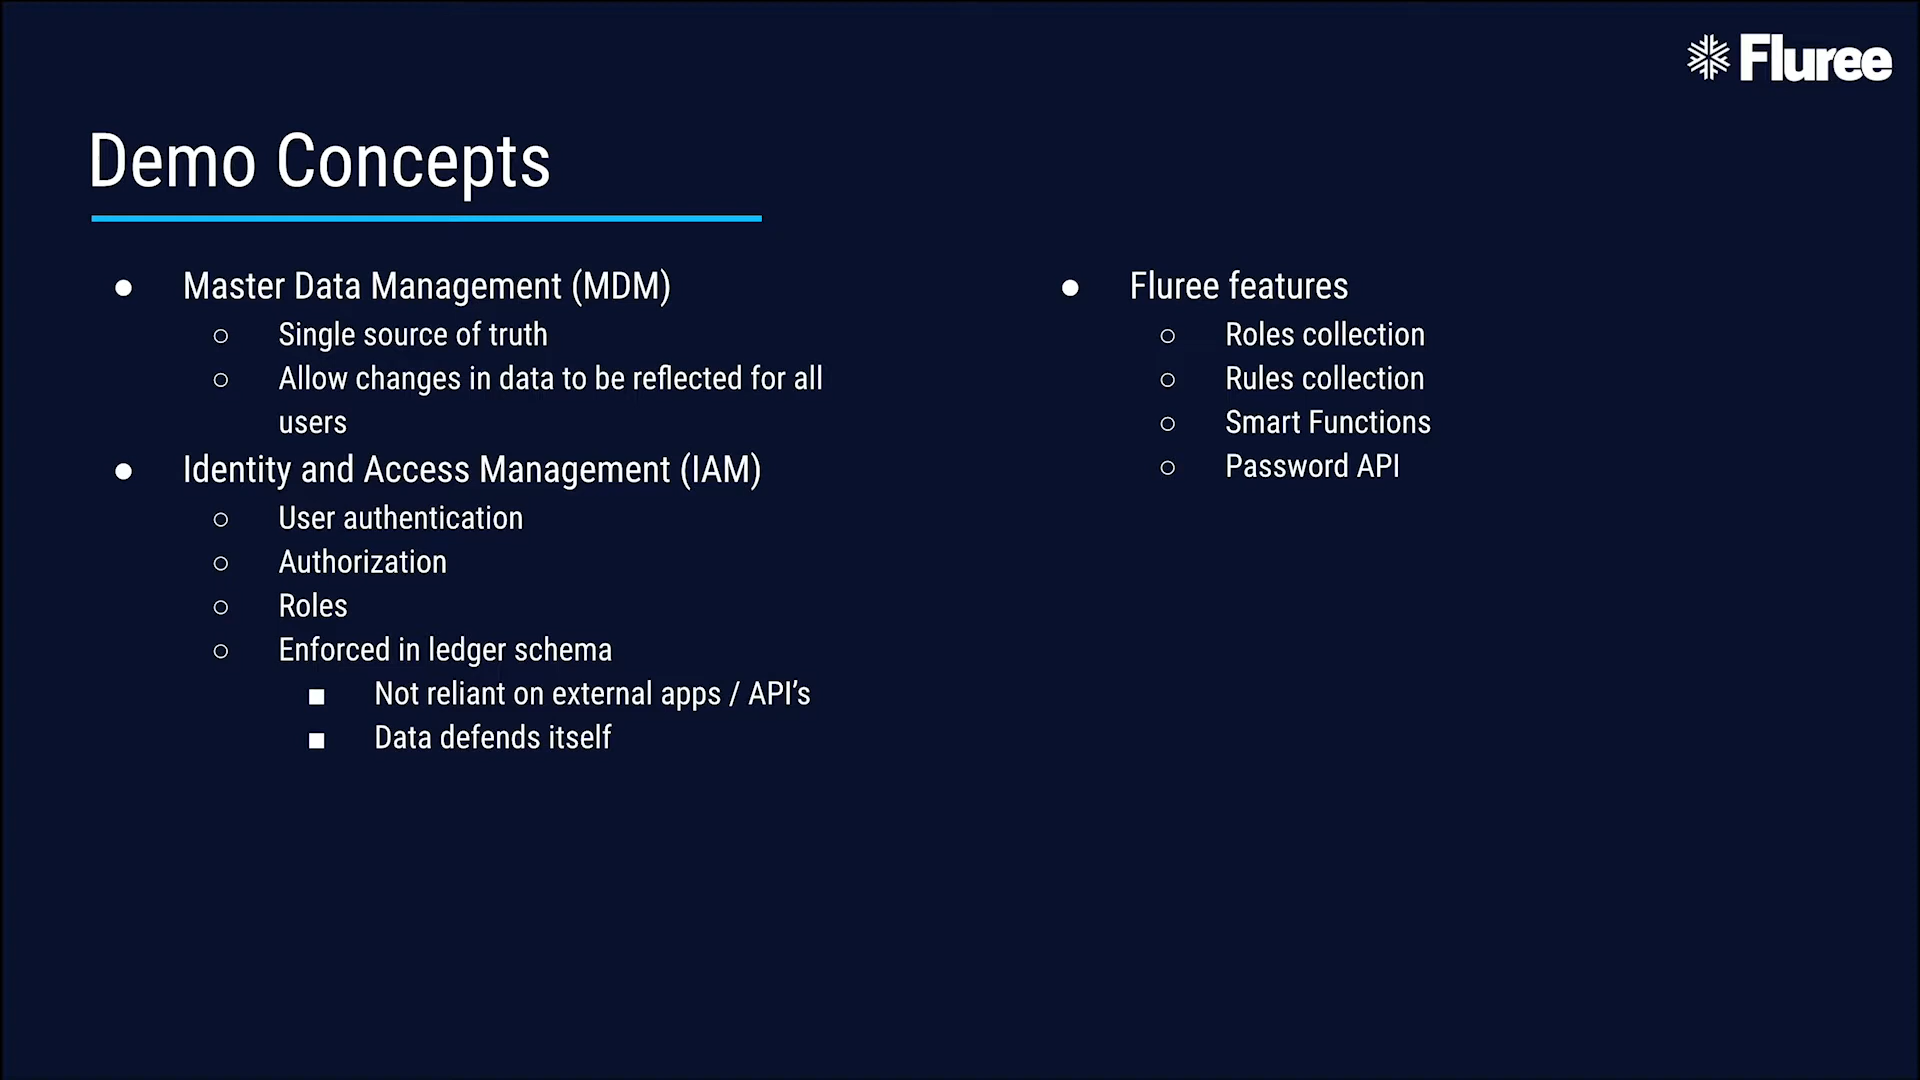 Fluree
Demo Concepts
● Master Data Management (MDM)
○ Single source of truth
○ Allow changes in data to be reflected for all
users
● Identity and Access Management (IAM)
○ User authentication
○ Authorization
○ Roles
○ Enforced in ledger schema
■ Not reliant on external apps / API’s
■ Data defends itself
● Fluree features
○ Roles collection
○ Rules collection
○ Smart Functions
○ Password API